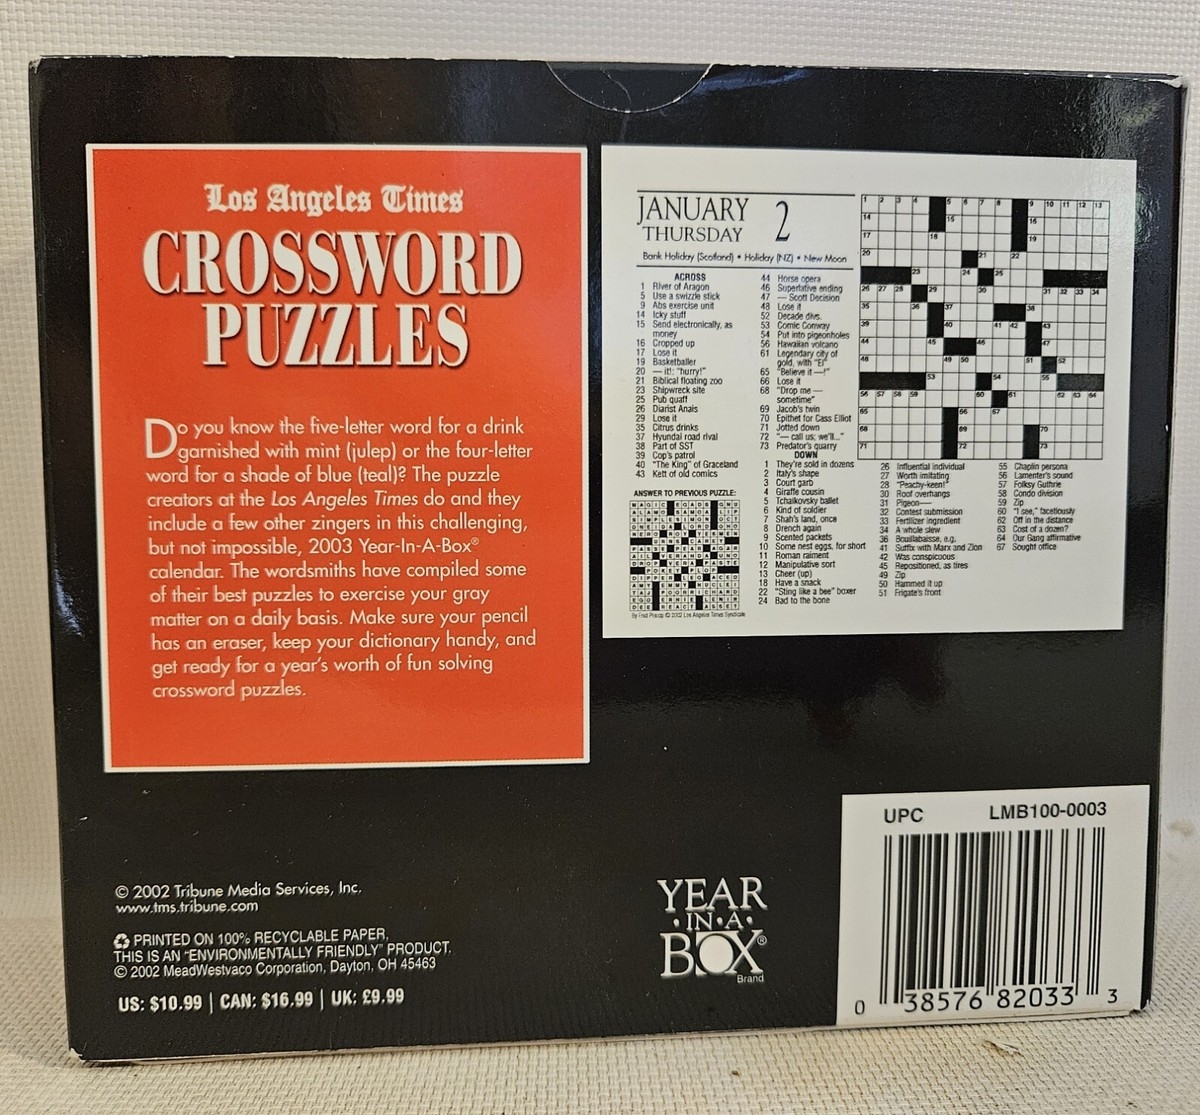 Los Angeles Times
CROSSWORD
PUZZLES
Do you know the five-letter word for a drink
garnished with mint (julep) or the four-letter
word for a shade of blue (teal)? The puzzle
creators at the Los Angeles Times do and they
include a few other zingers in this challenging,
but not impossible, 2003 Year-In-A-Box®
calendar. The wordsmiths have compiled some
of their best puzzles to exercise your gray
matter on a daily basis. Make sure your pencil
has an eraser, keep your dictionary handy, and
get ready for a year's worth of fun solving
crossword puzzles.
JANUARY 2
THURSDAY
Bank Holiday (Scotland) • Holiday (NZ) • New Moon
ACROSS
1 River of Aragon
5 Use a swizzle stick
9 Abs exercise unit
14 Icky stuff
15 Send electronically, as
money
16 Cropped up
17 Lose it
19 Basketballer
20 — it!; "hurry!"
21 Biblical floating zoo
23 Shipwreck site
25 Pub quaff
26 Diarist Anais
29 Lose it
35 Citrus drinks
37 Hyundai road rival
38 Part of SST
39 Cop's patrol
40 "The King" of Graceland
43 Kett of old comics
44 Horse opera
46 Superlative ending
47 — Scott Decision
48 Lose it
52 Decade divs.
53 Comic Conway
54 Put into pigeonholes
56 Hawaiian volcano
61 Legendary city of
gold, with "El"
65 "Believe it —!"
66 Lose it
68 "Drop me —
sometime"
69 Jacob's twin
70 Epithet for Cass Elliot
71 Jotted down
72 "— call us; we'll..."
73 Predator's quarry
DOWN
1 They're sold in dozens
2 Italy's shape
3 Court garb
4 Giraffe cousin
5 Tchaikovsky ballet
6 Kind of soldier
7 Shah's land, once
8 Drench again
9 Scented packets
10 Some nest eggs, for short
11 Roman raiment
12 Manipulative sort
13 Cheer (up)
18 Have a snack
22 "Sting like a bee" boxer
24 Bad to the bone
26 Influential individual
27 Worth imitating
28 "Peachy-keen!"
30 Roof overhangs
31 Pigeon—
32 Contest submission
33 Fertilizer ingredient
34 A whole slew
36 Bouillabaisse, e.g.
41 Suffix with Marx and Zion
42 Was conspicuous
45 Repositioned, as tires
49 Zip
50 Hammed it up
51 Frigate's front
55 Chaplin persona
56 Lamenter's sound
57 Folksy Guthrie
58 Condo division
59 Zip
60 "I see," facetiously
62 Off in the distance
63 Cost of a dozen?
64 Our Gang affirmative
67 Sought office
ANSWER TO PREVIOUS PUZZLE:
© 2002 Los Angeles Times Syndicate
© 2002 Tribune Media Services, Inc.
www.tms.tribune.com
PRINTED ON 100% RECYCLABLE PAPER,
THIS IS AN "ENVIRONMENTALLY FRIENDLY" PRODUCT.
© 2002 MeadWestvaco Corporation, Dayton, OH 45463
US: $10.99 | CAN: $16.99 | UK: £9.99
YEAR
•IN•A•
BOX®
Brand
UPC LMB100-0003
0 38576 82033 3